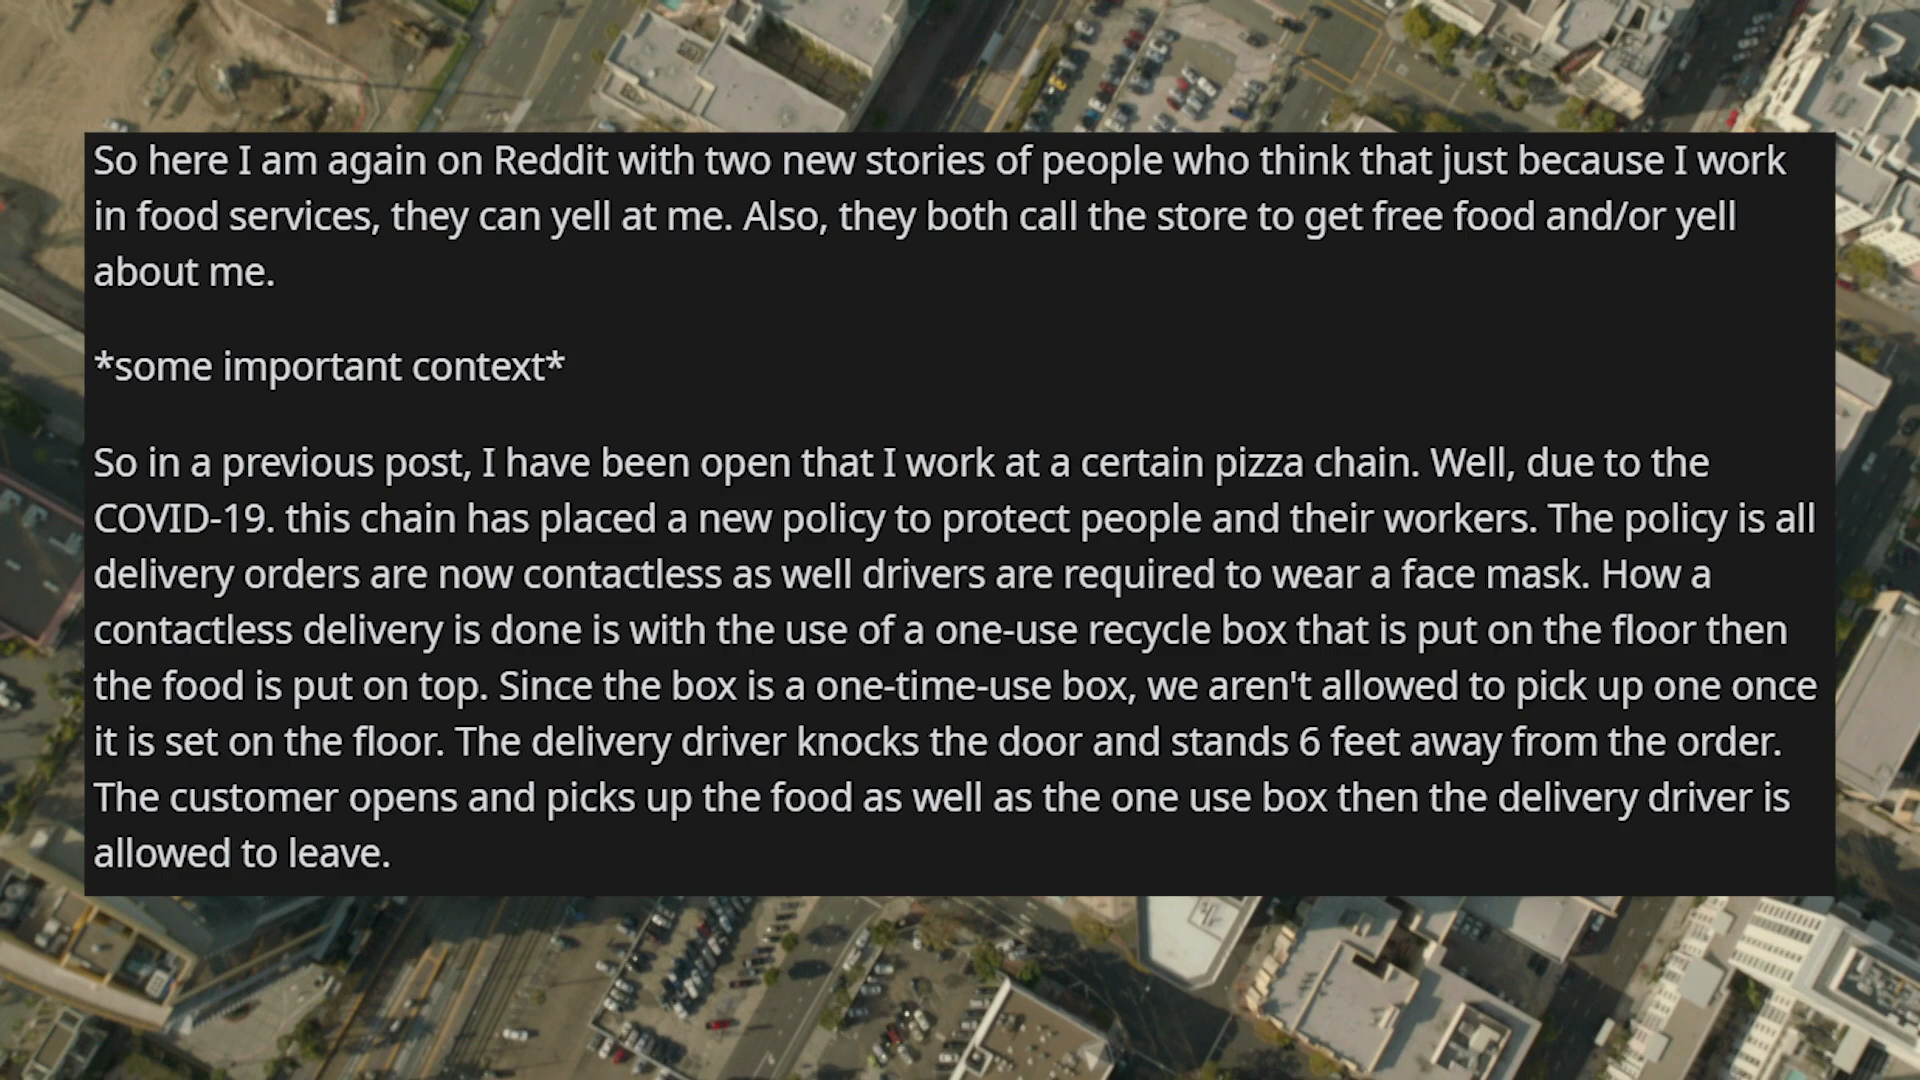 So here I am again on Reddit with two new stories of people who think that just because I work
in food services, they can yell at me. Also, they both call the store to get free food and/or yell
about me.
*some important context*
So in a previous post, I have been open that I work at a certain pizza chain. Well, due to the
COVID-19. this chain has placed a new policy to protect people and their workers. The policy is all
delivery orders are now contactless as well drivers are required to wear a face mask. How a
contactless delivery is done is with the use of a one-use recycle box that is put on the floor then
the food is put on top. Since the box is a one-time-use box, we aren't allowed to pick up one once
it is set on the floor. The delivery driver knocks the door and stands 6 feet away from the order.
The customer opens and picks up the food as well as the one use box then the delivery driver is
allowed to leave.